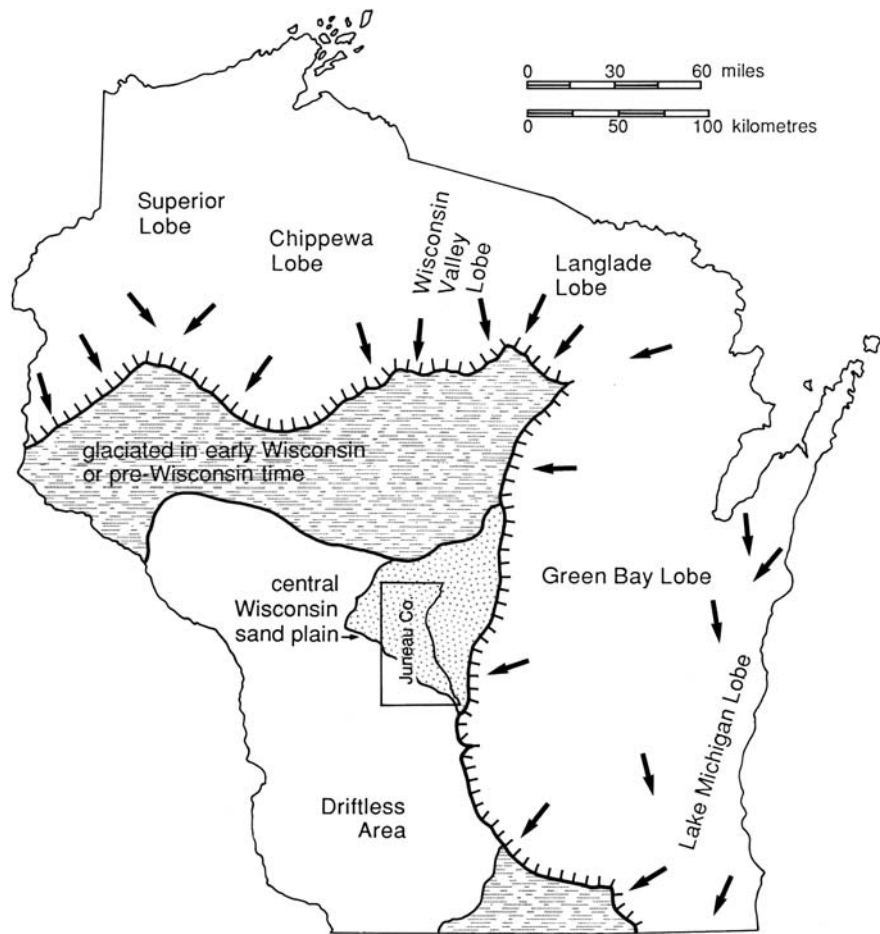 0 30 60 miles
0 50 100 kilometres
Superior
Lobe
Chippewa
Lobe
Wisconsin
Valley
Lobe
Langlade
Lobe
glaciated in early Wisconsin
or pre-Wisconsin time
central
Wisconsin
sand plain
Juneau Co.
Green Bay Lobe
Lake Michigan Lobe
Driftless
Area